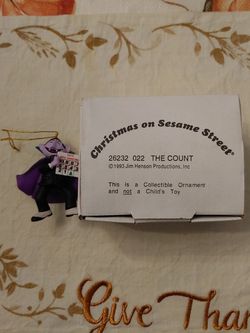 Christmas on Sesame Street®
26232 022 THE COUNT
©1993 Jim Henson Productions, Inc
This is a Collectible Ornament
and not a Child's Toy
Give Tha